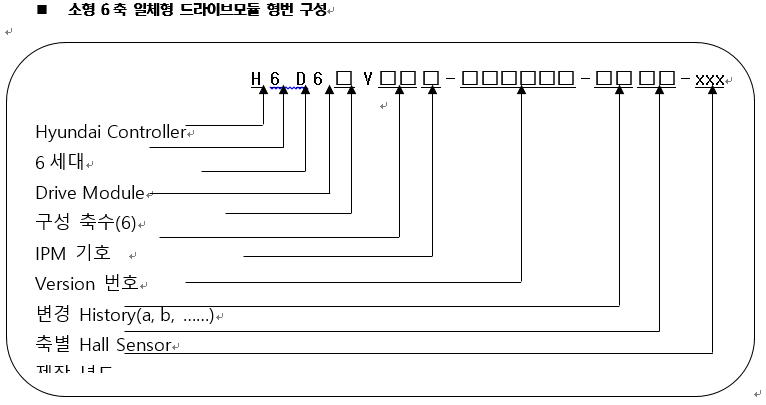 ■ 소형 6축 일체형 드라이브모듈 형번 구성
H 6 D 6 □ V □□ □ - □□□□□□ - □□ □□ - xxx
Hyundai Controller
6 세대
Drive Module
구성 축수(6)
IPM 기호
Version 번호
변경 History(a, b, ……)
축별 Hall Sensor